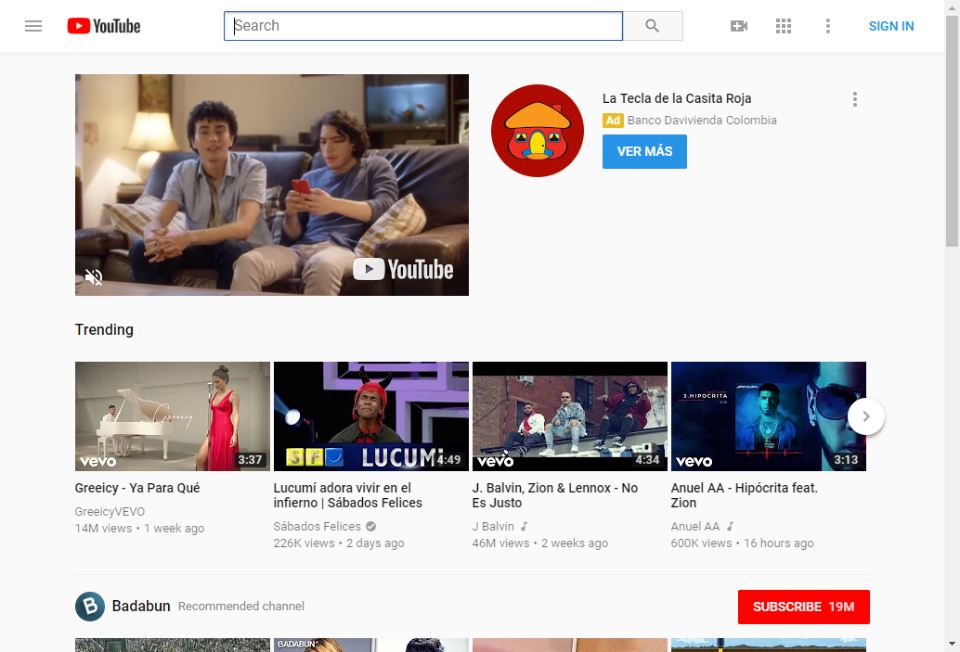 YouTube
Search
SIGN IN
La Tecla de la Casita Roja
Ad Banco Davivienda Colombia
VER MÁS
YouTube
Trending
Greeicy
vevo
3:37
SFJ LUCUMÍ
4:49
vevo
4:34
3.HIPOCRITA
vevo
3:13
Greeicy - Ya Para Qué
GreeicyVEVO
14M views • 1 week ago
Lucumí adora vivir en el
infierno | Sábados Felices
Sábados Felices
226K views • 2 days ago
J. Balvin, Zion & Lennox - No
Es Justo
J Balvin
46M views • 2 weeks ago
Anuel AA - Hipócrita feat.
Zion
Anuel AA
600K views • 16 hours ago
B
Badabun Recommended channel
SUBSCRIBE 19M
BADABUN